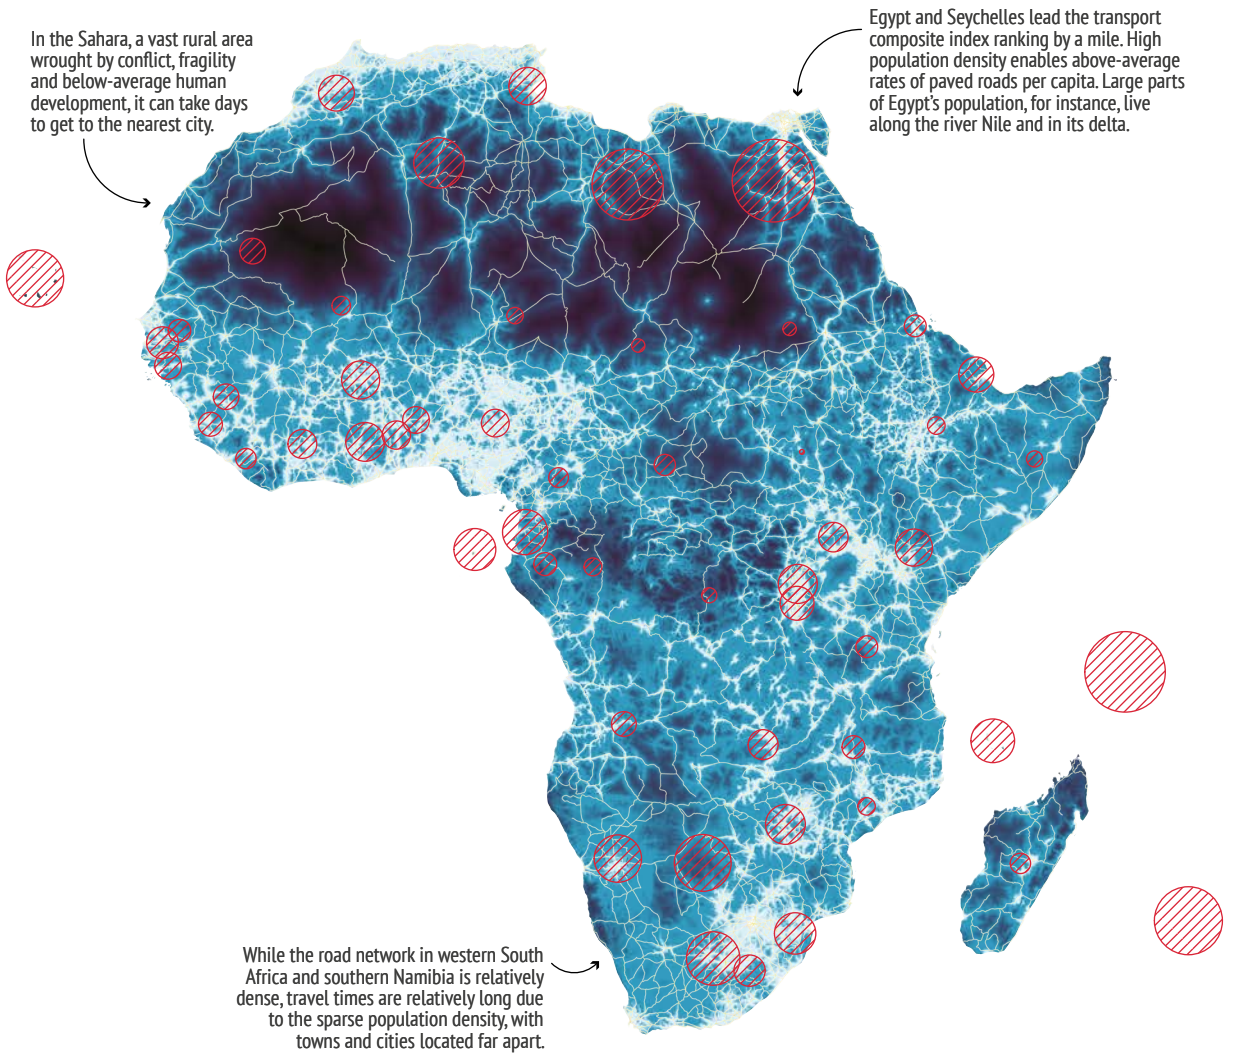 In the Sahara, a vast rural area
wrought by conflict, fragility
and below-average human
development, it can take days
to get to the nearest city.
Egypt and Seychelles lead the transport
composite index ranking by a mile. High
population density enables above-average
rates of paved roads per capita. Large parts
of Egypt's population, for instance, live
along the river Nile and in its delta.
While the road network in western South
Africa and southern Namibia is relatively
dense, travel times are relatively long due
to the sparse population density, with
towns and cities located far apart.